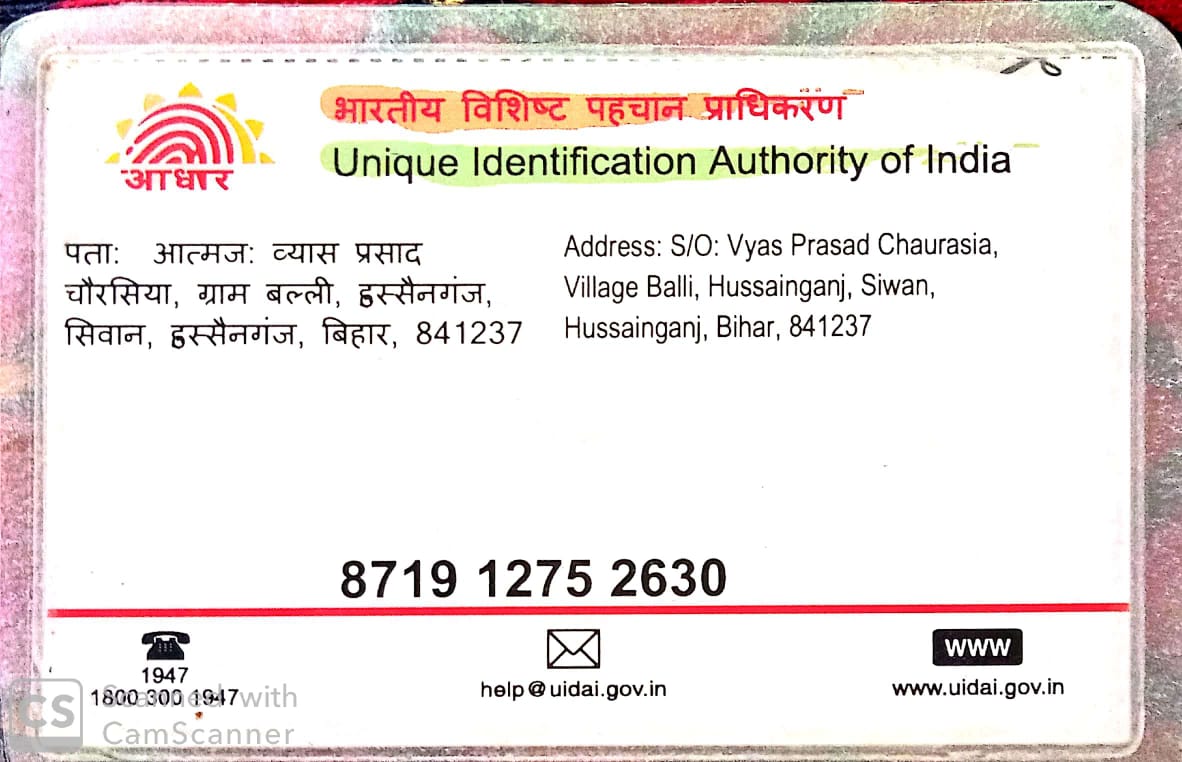 भारतीय विशिष्ट पहचान प्राधिकरण
Unique Identification Authority of India
आधार
पता: आत्मज: व्यास प्रसाद
चौरसिया, ग्राम बल्ली, हस्सैनगंज,
सिवान, हुस्सैनगंज, बिहार, 841237
Address: S/O: Vyas Prasad Chaurasia,
Village Balli, Hussainganj, Siwan,
Hussainganj, Bihar, 841237
8719 1275 2630
1947
1800 300 1947
help@uidai.gov.in
WWW
www.uidai.gov.in
CS
Scanned with
CamScanner